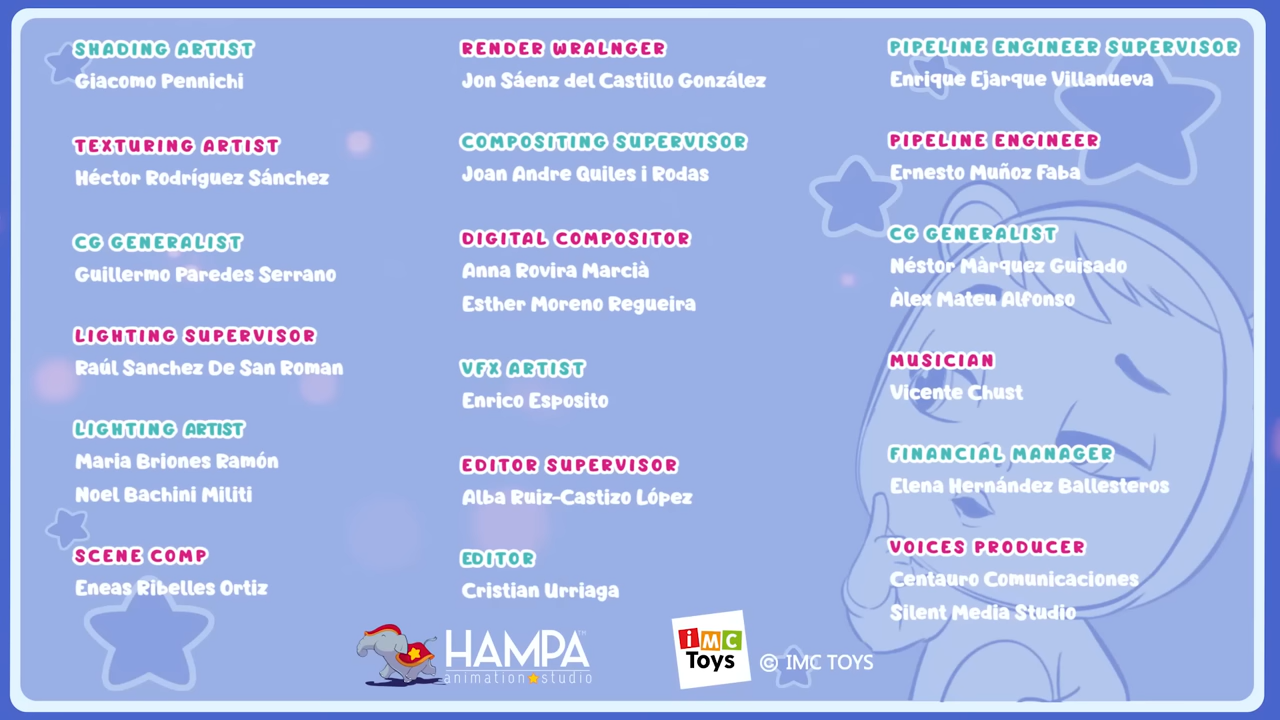 SHADING ARTIST
Giacomo Pennichi
TEXTURING ARTIST
Héctor Rodríguez Sánchez
CG GENERALIST
Guillermo Paredes Serrano
LIGHTING SUPERVISOR
Raúl Sanchez De San Roman
LIGHTING ARTIST
Maria Briones Ramón
Noel Bachini Militi
SCENE COMP
Eneas Ribelles Ortiz
RENDER WRALNGER
Jon Sáenz del Castillo González
COMPOSITING SUPERVISOR
Joan Andre Quiles i Rodas
DIGITAL COMPOSITOR
Anna Rovira Marcià
Esther Moreno Regueira
VFX ARTIST
Enrico Esposito
EDITOR SUPERVISOR
Alba Ruiz-Castizo López
EDITOR
Cristian Urriaga
PIPELINE ENGINEER SUPERVISOR
Enrique Ejarque Villanueva
PIPELINE ENGINEER
Ernesto Muñoz Faba
CG GENERALIST
Néstor Màrquez Guisado
Àlex Mateu Alfonso
MUSICIAN
Vicente Chust
FINANCIAL MANAGER
Elena Hernández Ballesteros
VOICES PRODUCER
Centauro Comunicaciones
Silent Media Studio
HAMPA™
animation studio
iMC
Toys
© IMC TOYS